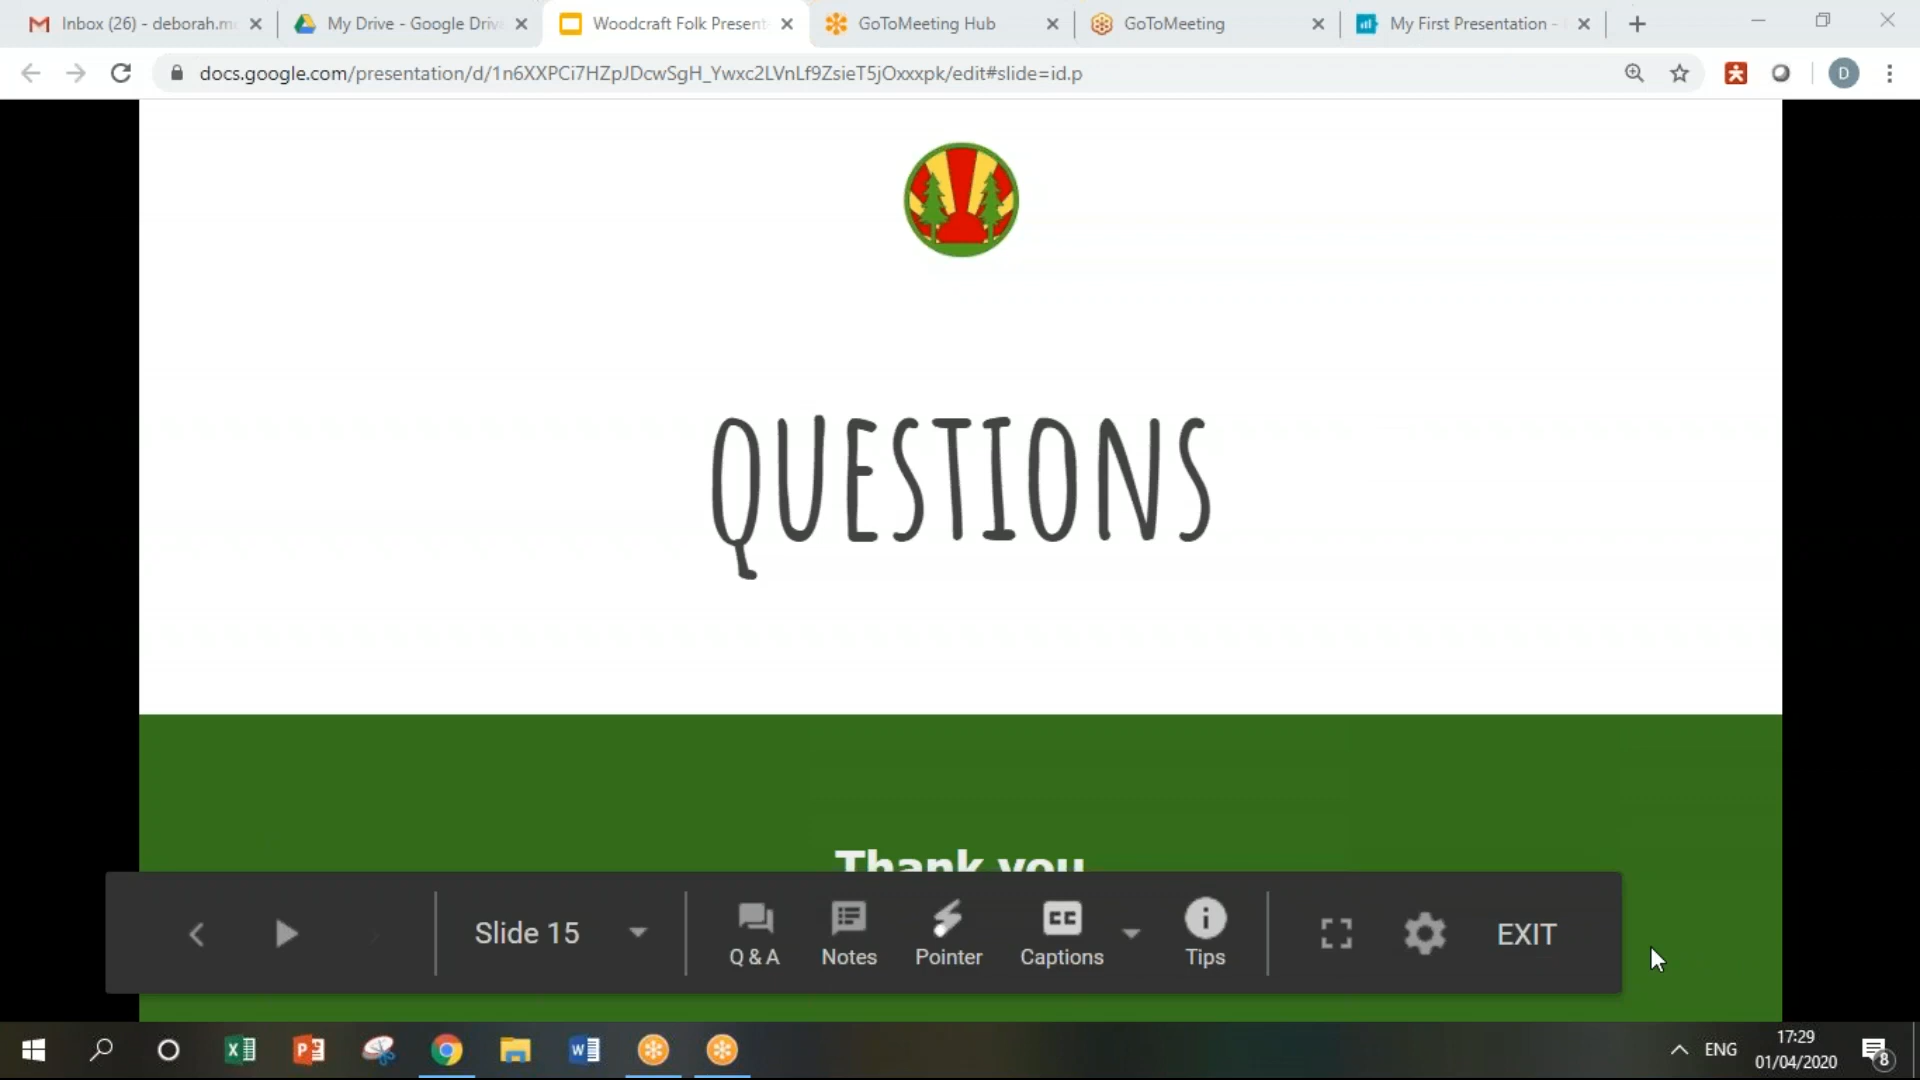 Inbox (26) - deborah.m
My Drive - Google Driv
Woodcraft Folk Present
GoToMeeting Hub
GoToMeeting
My First Presentation -
docs.google.com/presentation/d/1n6XXPCi7HZpJDcwSgH_Ywxc2LVnLf9ZsieT5jOxxxpk/edit#slide=id.p
D
QUESTIONS
Thank you
Slide 15
Q & A
Notes
Pointer
CC
Captions
Tips
EXIT
ENG
17:29
01/04/2020
8